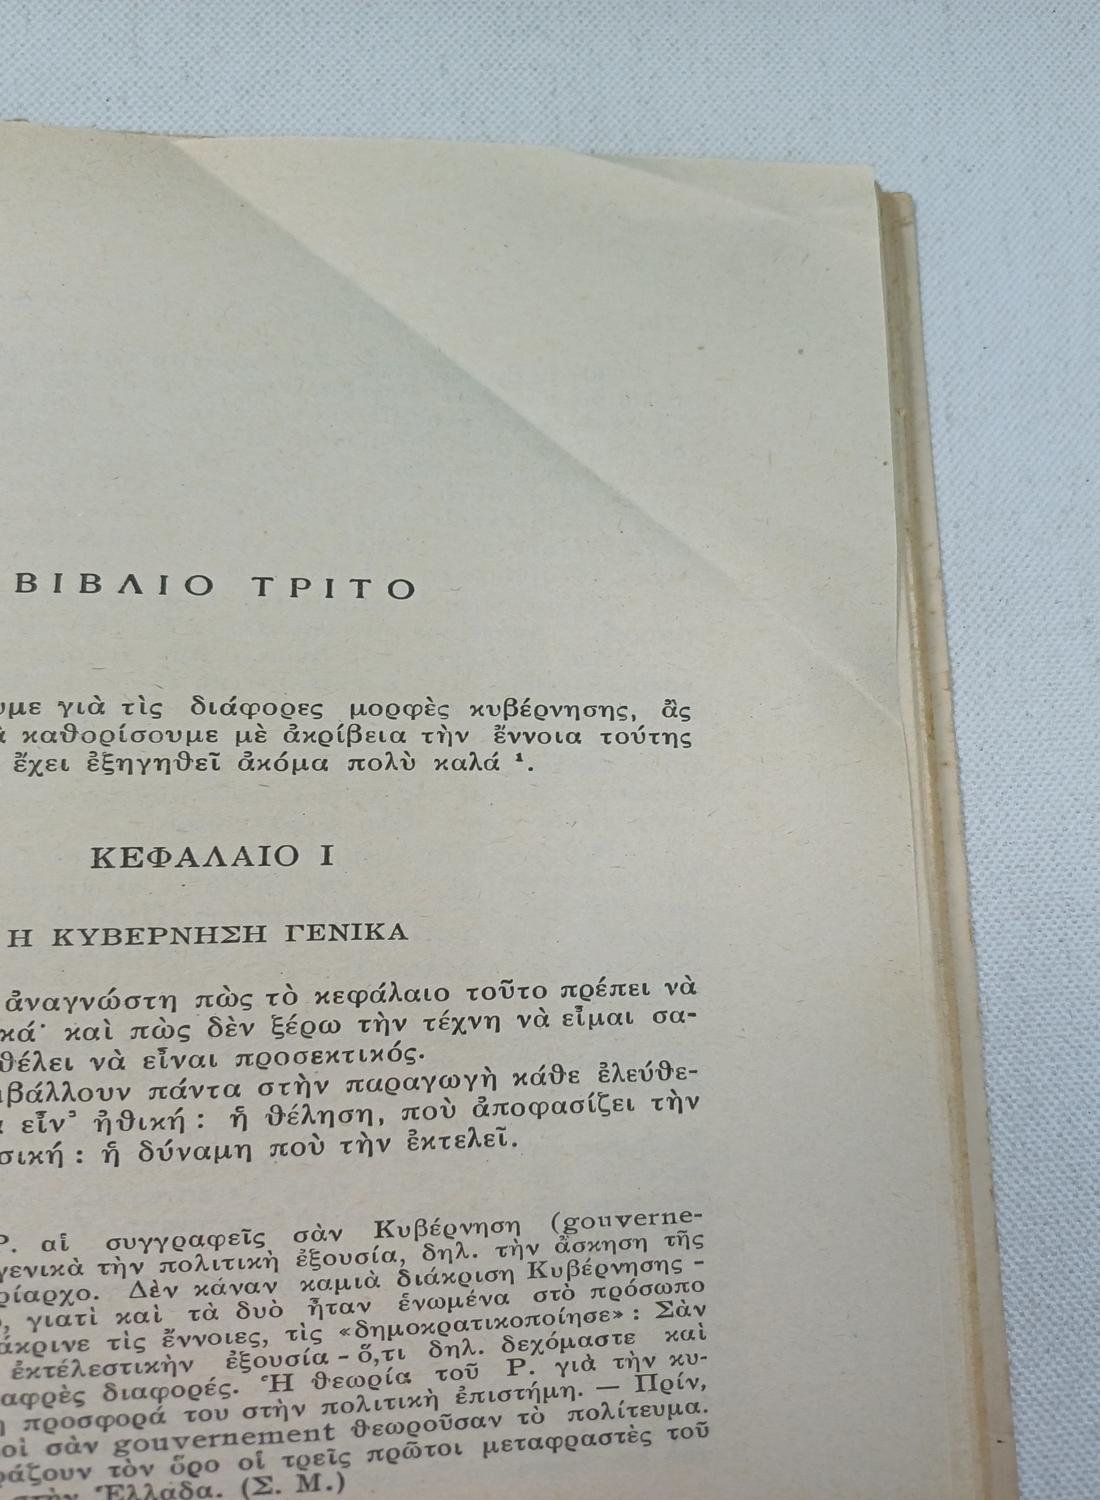 ΒΙΒΛΙΟ ΤΡΙΤΟ
υμε γιὰ τὶς διάφορες μορφὲς κυβέρνησης, ἂς
ὰ καθορίσουμε μὲ ἀκρίβεια τὴν ἔννοια τούτης
ἔχει ἐξηγηθεῖ ἀκόμα πολὺ καλά ¹.
ΚΕΦΑΛΑΙΟ Ι
Η ΚΥΒΕΡΝΗΣΗ ΓΕΝΙΚΑ
ἀναγνώστη πὼς τὸ κεφάλαιο τοῦτο πρέπει νὰ
κά· καὶ πὼς δὲν ξέρω τὴν τέχνη νὰ εἶμαι σα-
θέλει νὰ εἶναι προσεκτικός.
βάλλουν πάντα στὴν παραγωγὴ κάθε ἐλεύθε-
εἶν᾿ ἠθική : ἡ θέληση, ποὺ ἀποφασίζει τὴν
σική : ἡ δύναμη ποὺ τὴν ἐκτελεῖ.
Ρ. αἱ συγγραφεῖς σὰν Κυβέρνηση (gouverne-
γενικὰ τὴν πολιτικὴ ἐξουσία, δηλ. τὴν ἄσκηση τῆς
ρίαρχο. Δὲν κάναν καμιὰ διάκριση Κυβέρνησης -
, γιατὶ καὶ τὰ δυὸ ἦταν ἑνωμένα στὸ πρόσωπο
άκρινε τὶς ἔννοιες, τὶς «δημοκρατικοποίησε» : Σὰν
ἐκτέλεστικὴν ἐξουσία - ὅ,τι δηλ. δεχόμαστε καὶ
αφρὲς διαφορές. Ἡ θεωρία τοῦ Ρ. γιὰ τὴν κυ-
η προσφορά του στὴν πολιτικὴ ἐπιστήμη. — Πρίν,
οἱ σὰν gouvernement θεωροῦσαν τὸ πολίτευμα.
ράζουν τὸν ὅρο οἱ τρεῖς πρῶτοι μεταφραστὲς τοῦ
στὴν Ἑλλάδα. (Σ. Μ.)